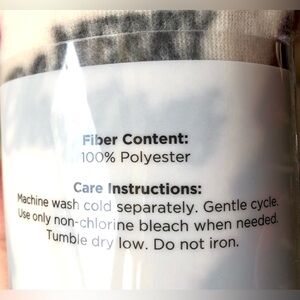 Fiber Content:
100% Polyester
Care Instructions:
Machine wash cold separately. Gentle cycle.
Use only non-chlorine bleach when needed.
Tumble dry low. Do not iron.